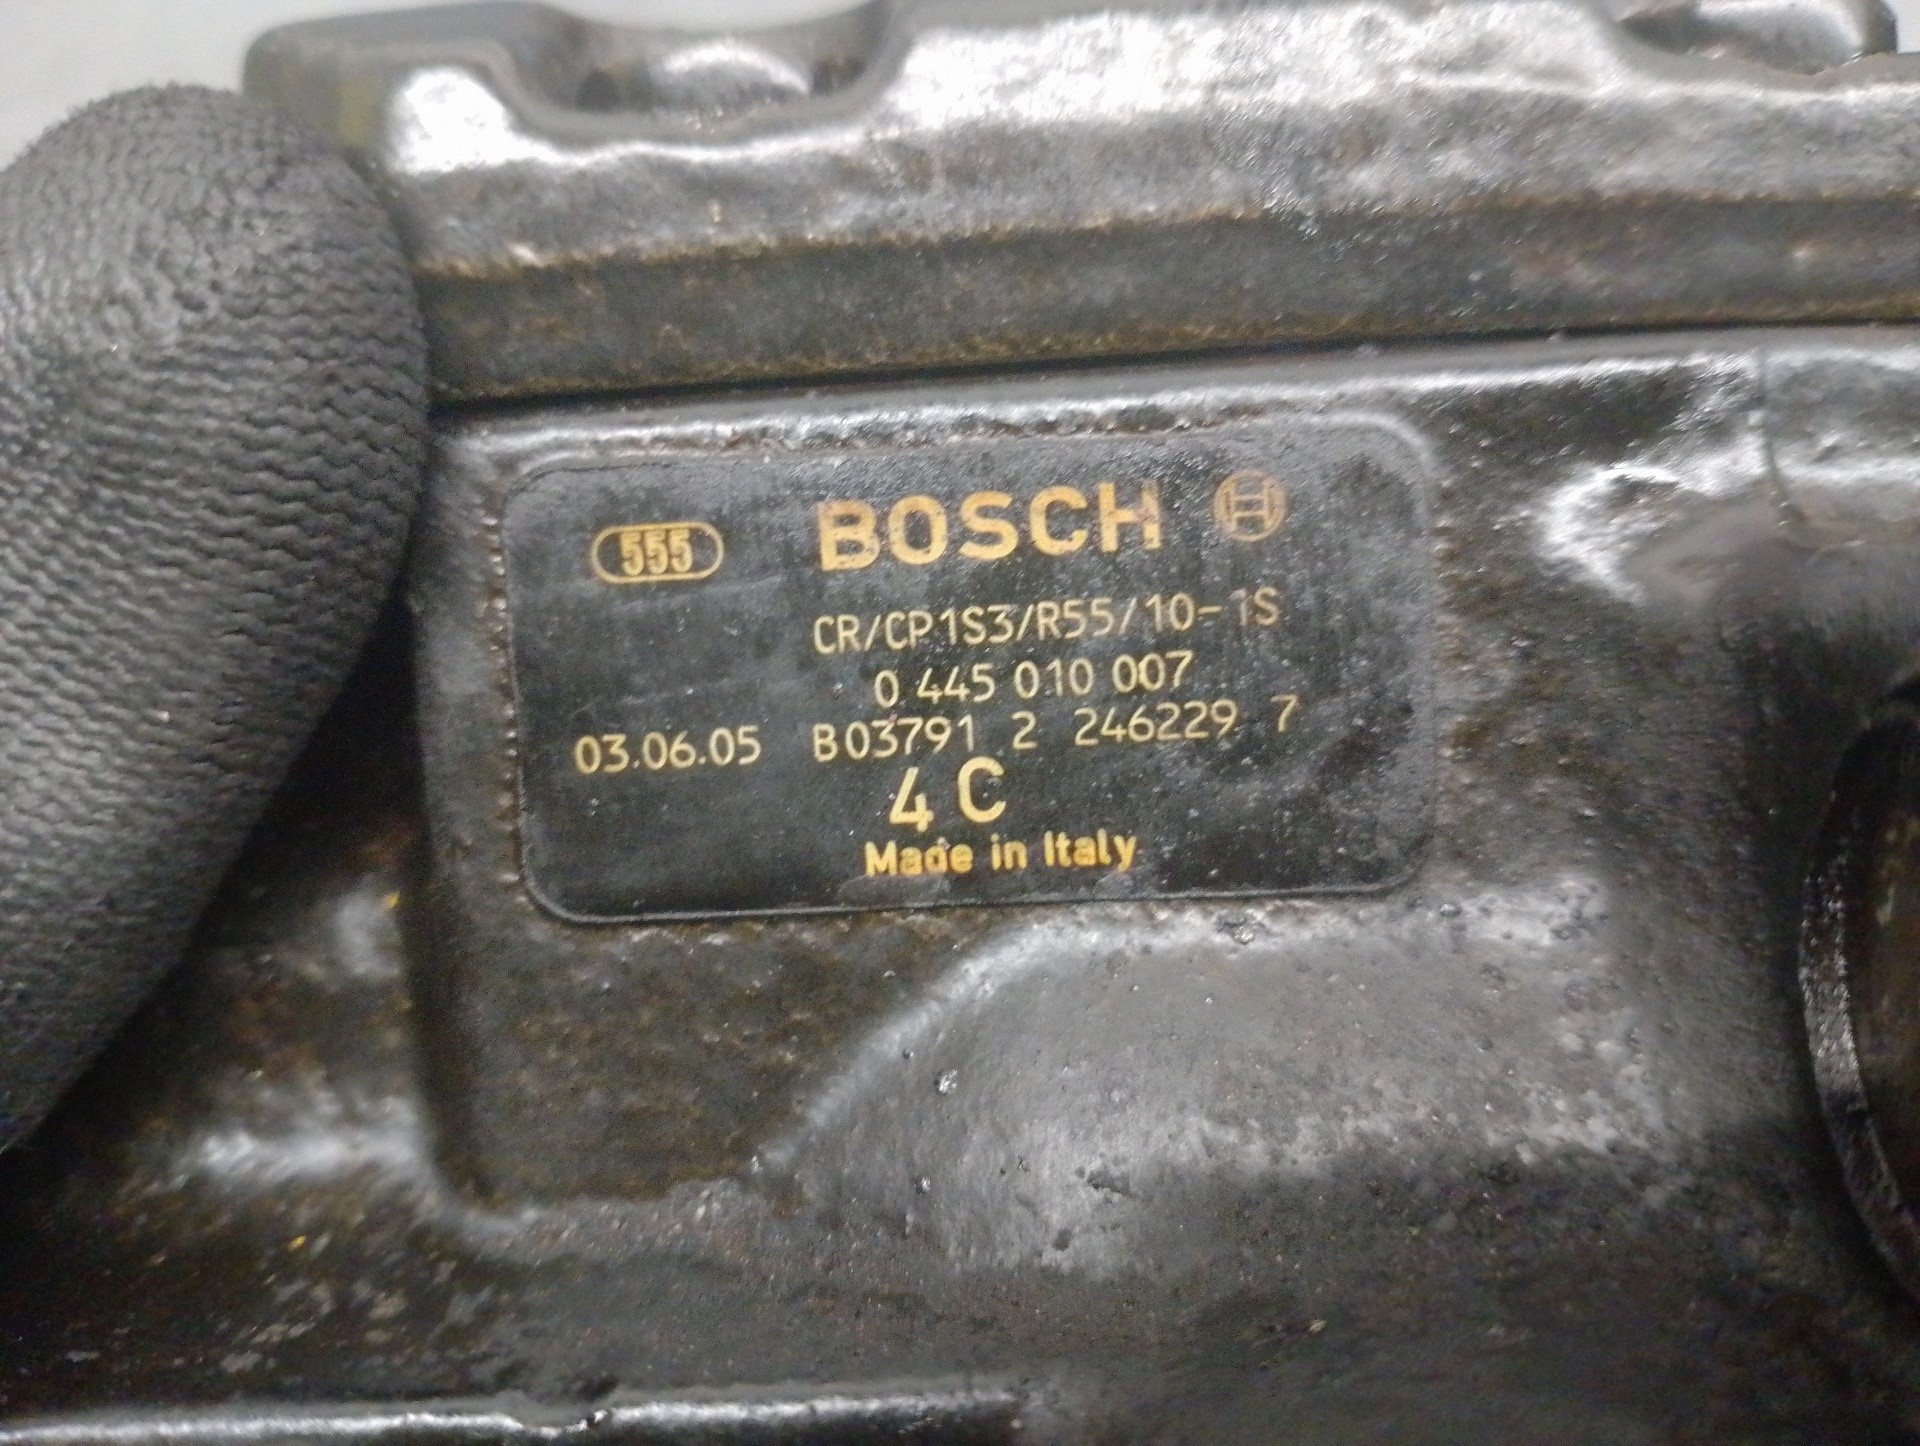 555 BOSCH
CR/CP1S3/R55/10-1S
0 445 010 007
03.06.05 B03791 2 246229 7
4C
Made in Italy